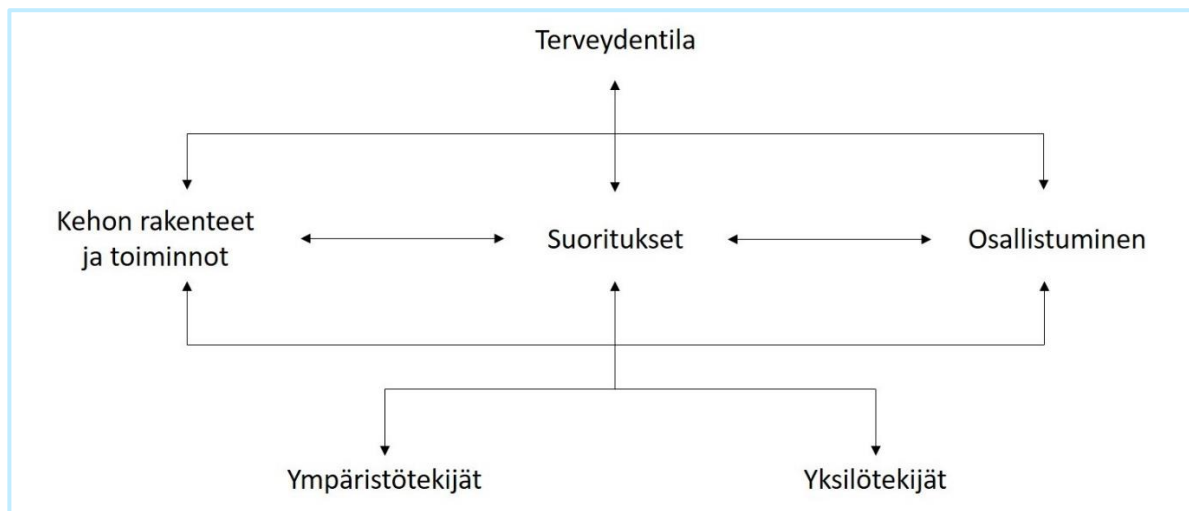 Terveydentila
Kehon rakenteet
ja toiminnot
Suoritukset
Osallistuminen
Ympäristötekijät
Yksilötekijät